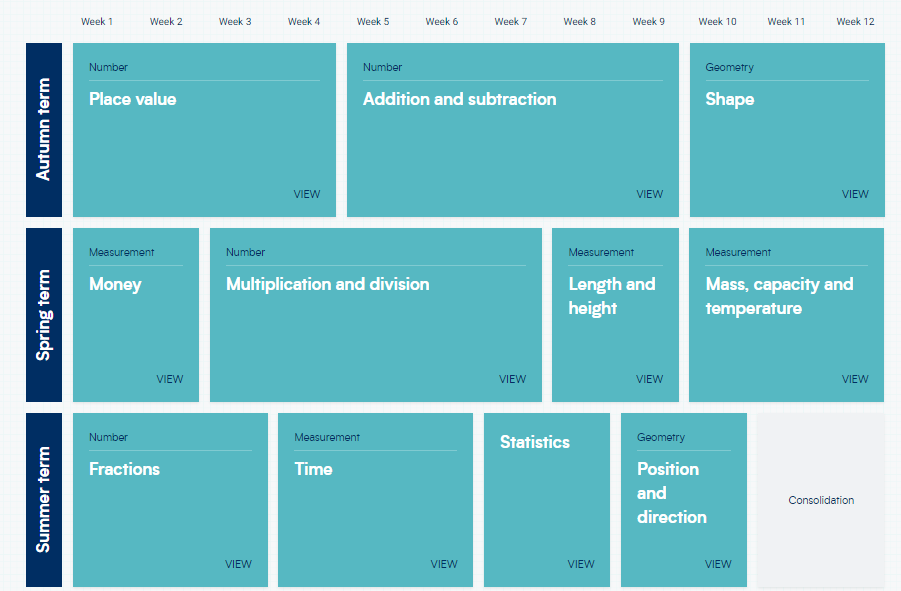 Week 1 Week 2 Week 3 Week 4 Week 5 Week 6 Week 7 Week 8 Week 9 Week 10 Week 11 Week 12
Autumn term
Number
Place value
VIEW
Number
Addition and subtraction
VIEW
Geometry
Shape
VIEW
Spring term
Measurement
Money
VIEW
Number
Multiplication and division
VIEW
Measurement
Length and
height
VIEW
Measurement
Mass, capacity and
temperature
VIEW
Summer term
Number
Fractions
VIEW
Measurement
Time
VIEW
Statistics
VIEW
Geometry
Position
and
direction
VIEW
Consolidation